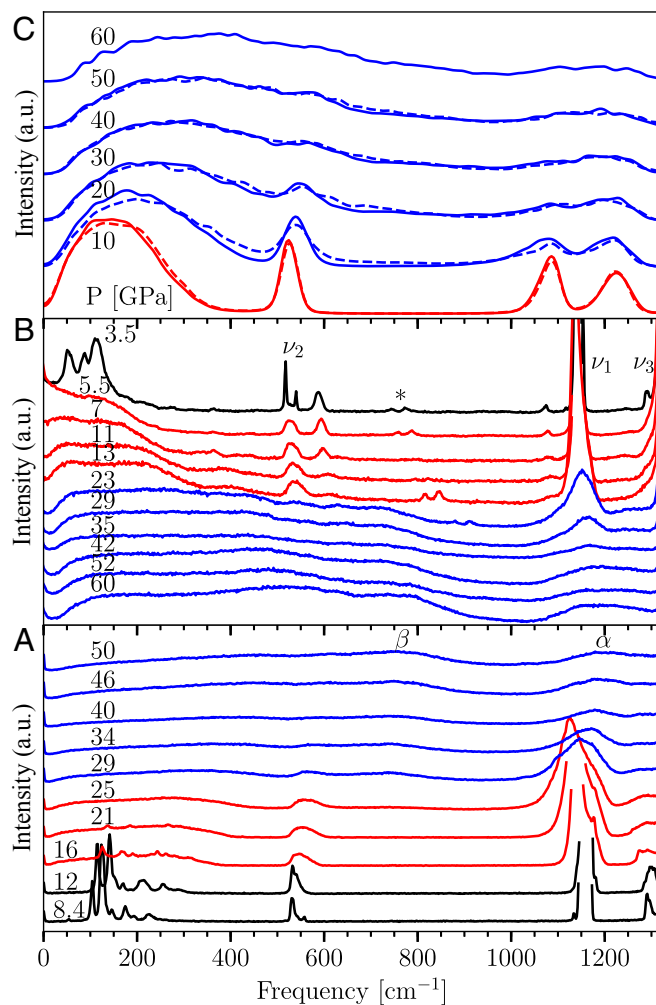 C
Intensity (a.u.)
60
50
40
30
20
10
P [GPa]
B
Intensity (a.u.)
3.5
ν2
ν1
ν3
*
5.5
7
11
13
23
29
35
42
52
60
A
Intensity (a.u.)
β
α
50
46
40
34
29
25
21
16
12
8.4
0 200 400 600 800 1000 1200
Frequency [cm−1]